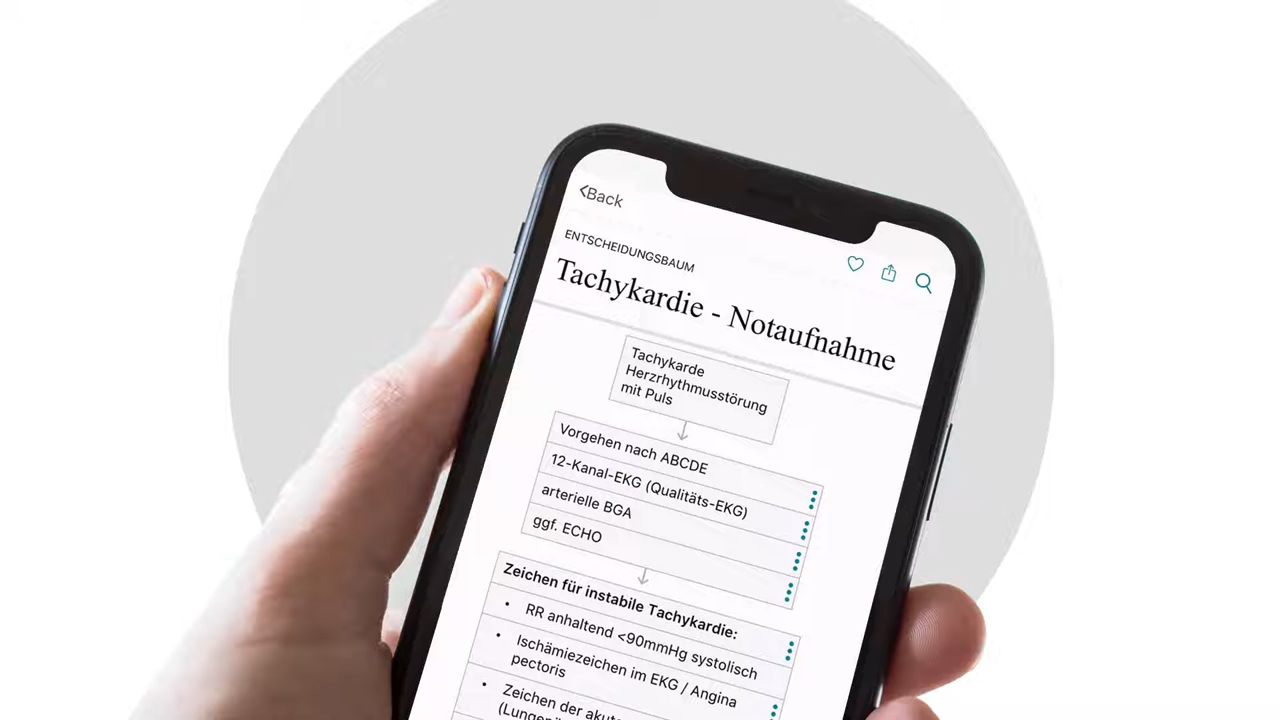 Back
ENTSCHEIDUNGSBAUM
Tachykardie - Notaufnahme
Tachykarde
Herzrhythmusstörung
mit Puls
Vorgehen nach ABCDE
12-Kanal-EKG (Qualitäts-EKG)
arterielle BGA
ggf. ECHO
Zeichen für instabile Tachykardie:
• RR anhaltend <90mmHg systolisch
• Ischämiezeichen im EKG / Angina
pectoris
• Zeichen der